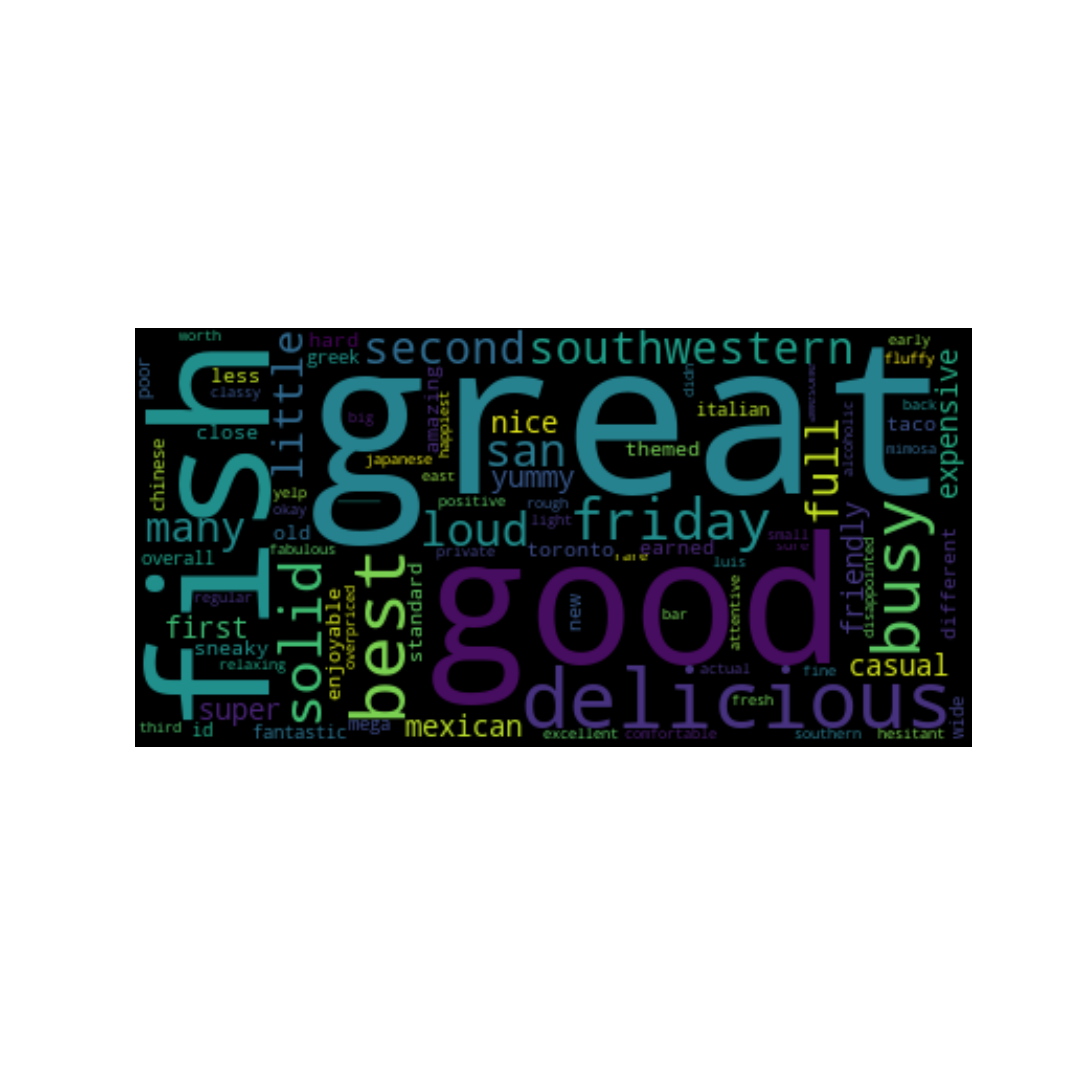 worth
hard
greek
second
southwestern
early
fluffy
poor
less
classy
little
fish
great
amazing
happiest
big
nice
italian
didn
awesome
back
taco
mimosa
expensive
close
chinese
japanese
east
san
yummy
themed
full
alcoholic
yelp
okay
positive
rough
light
many
old
loud
friday
fabulous
private
toronto
earned
small
sure
luis
overall
regular
solid
enjoyable
overpriced
best
standard
good
new
bar
attentive
friendly
disappointed
busy
different
first
sneaky
relaxing
super
delicious
actual
fine
casual
fresh
third
id
fantastic
mega
mexican
excellent
comfortable
southern
hesitant
wide